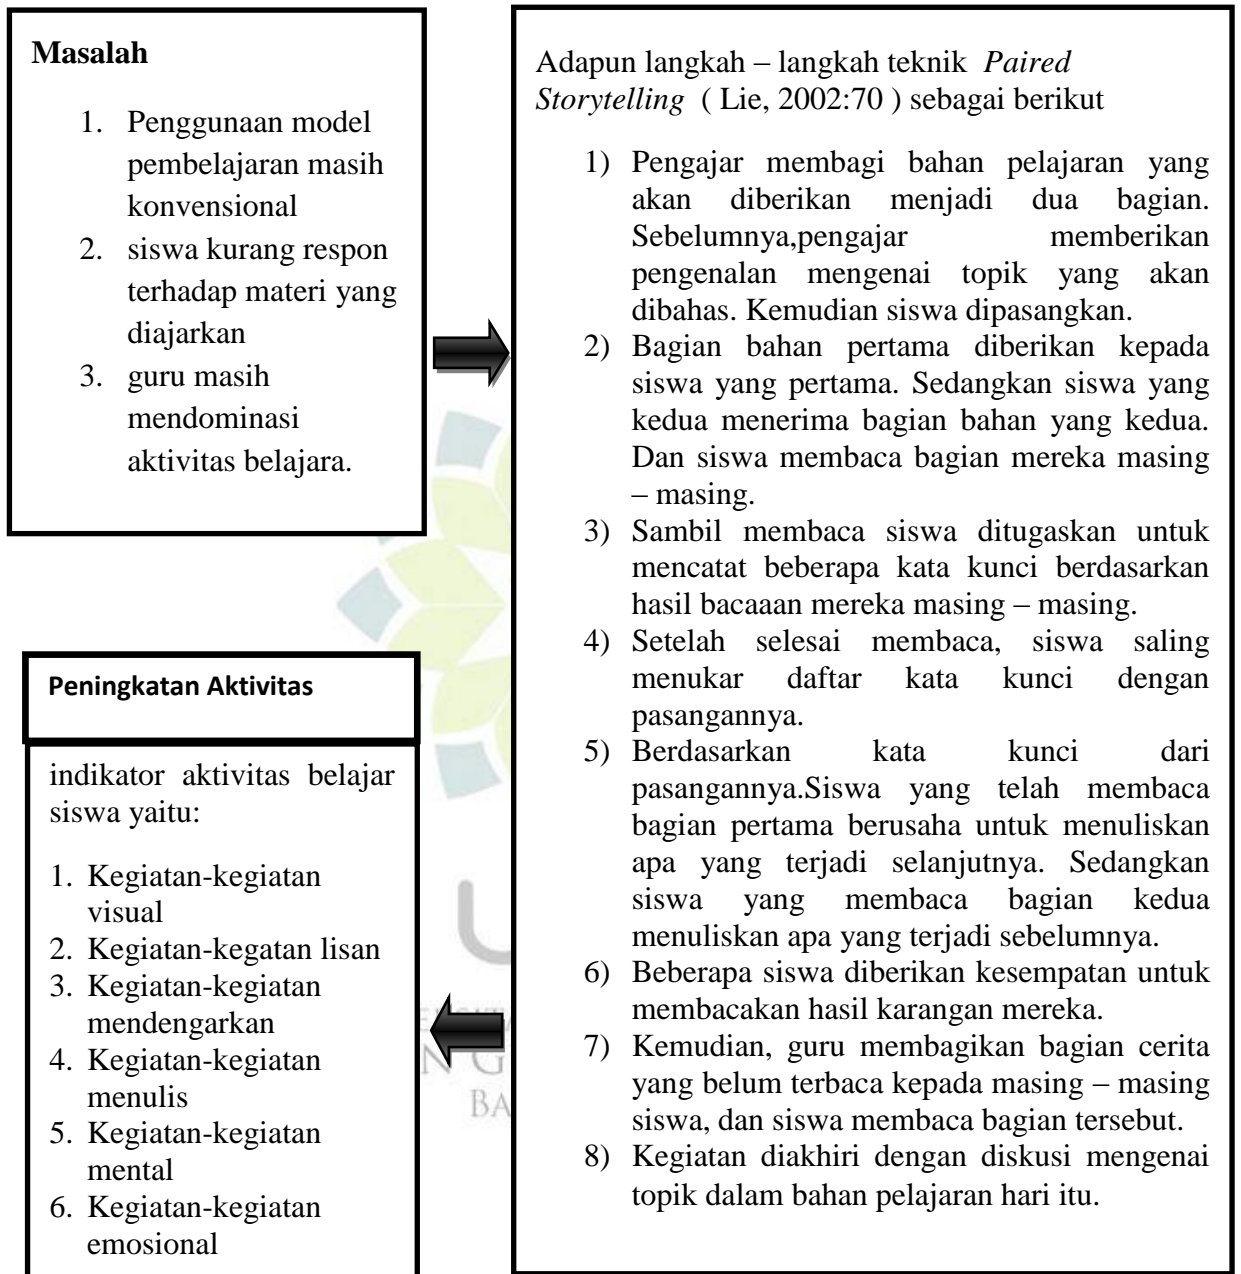 Masalah
1. Penggunaan model
pembelajaran masih
konvensional
2. siswa kurang respon
terhadap materi yang
diajarkan
3. guru masih
mendominasi
aktivitas belajara.
Adapun langkah – langkah teknik Paired
Storytelling ( Lie, 2002:70 ) sebagai berikut
1) Pengajar membagi bahan pelajaran yang
akan diberikan menjadi dua bagian.
Sebelumnya,pengajar memberikan
pengenalan mengenai topik yang akan
dibahas. Kemudian siswa dipasangkan.
2) Bagian bahan pertama diberikan kepada
siswa yang pertama. Sedangkan siswa yang
kedua menerima bagian bahan yang kedua.
Dan siswa membaca bagian mereka masing
– masing.
3) Sambil membaca siswa ditugaskan untuk
mencatat beberapa kata kunci berdasarkan
hasil bacaaan mereka masing – masing.
4) Setelah selesai membaca, siswa saling
menukar daftar kata kunci dengan
pasangannya.
5) Berdasarkan kata kunci dari
pasangannya.Siswa yang telah membaca
bagian pertama berusaha untuk menuliskan
apa yang terjadi selanjutnya. Sedangkan
siswa yang membaca bagian kedua
menuliskan apa yang terjadi sebelumnya.
6) Beberapa siswa diberikan kesempatan untuk
membacakan hasil karangan mereka.
7) Kemudian, guru membagikan bagian cerita
yang belum terbaca kepada masing – masing
siswa, dan siswa membaca bagian tersebut.
8) Kegiatan diakhiri dengan diskusi mengenai
topik dalam bahan pelajaran hari itu.
Peningkatan Aktivitas
indikator aktivitas belajar
siswa yaitu:
1. Kegiatan-kegiatan
visual
2. Kegiatan-kegatan lisan
3. Kegiatan-kegiatan
mendengarkan
4. Kegiatan-kegiatan
menulis
5. Kegiatan-kegiatan
mental
6. Kegiatan-kegiatan
emosional